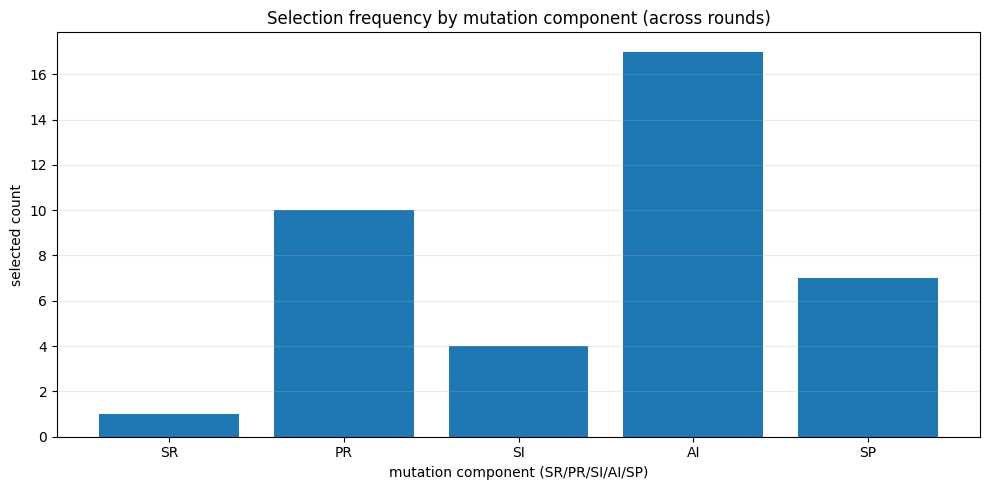 Selection frequency by mutation component (across rounds)
selected count
16
14
12
10
8
6
4
2
0
SR PR SI AI SP
mutation component (SR/PR/SI/AI/SP)